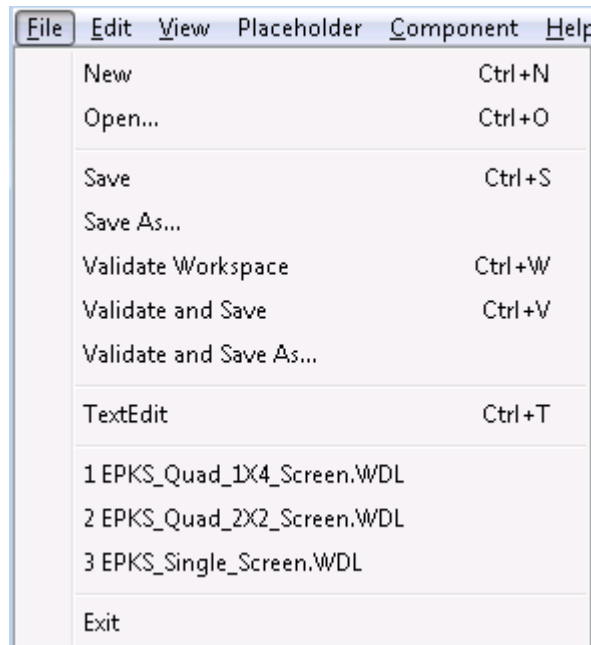 File Edit View Placeholder Component Help
New Ctrl+N
Open... Ctrl+O
Save Ctrl+S
Save As...
Validate Workspace Ctrl+W
Validate and Save Ctrl+V
Validate and Save As...
TextEdit Ctrl+T
1 EPKS_Quad_1X4_Screen.WDL
2 EPKS_Quad_2X2_Screen.WDL
3 EPKS_Single_Screen.WDL
Exit